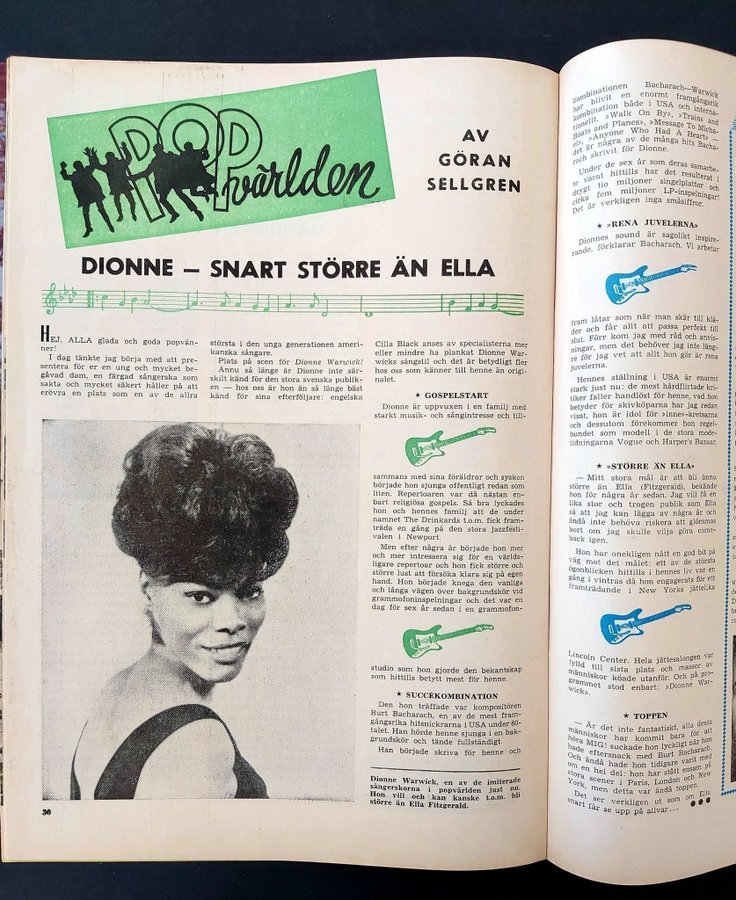 POP
världen
AV
GÖRAN
SELLGREN
DIONNE – SNART STÖRRE ÄN ELLA
HEJ, ALLA glada och goda popvän-
ner!
I dag tänkte jag börja med att pre-
sentera för er en ung och mycket be-
gåvad dam, en färgad sångerska som
sakta och mycket säkert håller på att
erövra en plats som en av de allra
största i den unga generationen ameri-
kanska sångare.
Plats på scen för Dionne Warwick!
Ännu så länge är Dionne inte sär-
skilt känd för den stora svenska publik-
en – hos oss är hon än så länge bäst
känd för sina efterföljare: engelska
Cilla Black anses av specialisterna mer
eller mindre ha plankat Dionne War-
wicks sångstil och det är betydligt fler
hos oss som känner till henne än origi-
nalet.
★ GOSPELSTART
Dionne är uppvuxen i en familj med
starkt musik- och sångintresse och till-
sammans med sina föräldrar och syskon
började hon sjunga offentligt redan som
liten. Repertoaren var då nästan en-
bart religiösa gospels. Så bra lyckades
hon och hennes familj att de under
namnet The Drinkards t.o.m. fick fram-
träda en gång på den stora jazzfesti-
valen i Newport.
Men efter några år började hon mer
och mer intressera sig för en världs-
ligare repertoar och hon fick större och
större lust att försöka klara sig på egen
hand. Hon började knega den vanliga
och långa vägen över bakgrundskör vid
grammofoninspelningar och det var en
dag för sex år sedan i en grammofon-
studio som hon gjorde den bekantskap
som hittills betytt mest för henne.
★ SUCCÉKOMBINATION
Den hon träffade var kompositören
Burt Bacharach, en av de mest fram-
gångsrika hitsnickrarna i USA under 60-
talet. Han hörde henne sjunga i en bak-
grundskör och tände fullständigt.
Han började skriva för henne och
Dionne Warwick, en av de imiterade
sångerskorna i popvärlden just nu.
Hon vill och kan kanske t.o.m. bli
större än Ella Fitzgerald.
30
kombinationen Bacharach—Warwick
har blivit en enormt framgångsrik
kombination både i USA och interna-
tionellt. »Walk On By», »Trains and
Boats and Planes», »Message To Micha-
el», »Anyone Who Had A Heart» –
det är några av de många hits Bacha-
rach skrivit för Dionne.
Under de sex år som deras samarbe-
te varat hittills har det resulterat i
drygt tio miljoner singelplattor och
cirka fem miljoner LP-inspelningar!
Det är verkligen inga småsiffror.
★ »RENA JUVELERNA»
Dionnes sound är sagolikt inspire-
rande, förklarar Bacharach. Vi arbetar
fram låtar som när man skär till klä-
der och får allt att passa perfekt till
slut. Förr kom jag med råd och anvis-
ningar, men det behöver jag inte läng-
re för jag vet att allt hon gör är rena
juvelerna.
Hennes ställning i USA är enormt
stark just nu: de mest hårdflirtade kri-
tiker faller handlöst för henne, vad hon
betyder för skivköparna har jag redan
visat, hon är idol för »inne»-kretsarna
och dessutom förekommer hon regel-
bundet som modell i de stora mode-
tidningarna Vogue och Harper's Bazaar.
★ »STÖRRE ÄN ELLA»
— Mitt stora mål är att bli ännu
större än Ella (Fitzgerald), bekände
hon för några år sedan. Jag vill få en
lika stor och trogen publik som Ella
så att jag kan lägga av några år och
ändå inte behöva riskera att glömmas
bort om jag skulle vilja göra come-
back igen.
Hon har onekligen nått en god bit på
väg mot det målet: ett av de största
ögonblicken hittills i hennes liv var en
gång i vintras då hon engagerats för ett
framträdande i New Yorks jättelika
Lincoln Center. Hela jättesalongen var
fylld till sista plats och massor av
människor köade utanför. Och på pro-
grammet stod enbart: »Dionne War-
wick».
★ TOPPEN
— Är det inte fantastiskt, alla dessa
människor har kommit bara för att
höra MIG! suckade hon lyckligt när hon
hade eftersnack med Burt Bacharach.
Och ändå hade hon tidigare varit med
om en hel del: hon har stått ensam på
stora scener i Paris, London och New
York, men detta var ändå toppen.
Det ser verkligen ut som om Ella
snart får se upp på allvar... ●●●